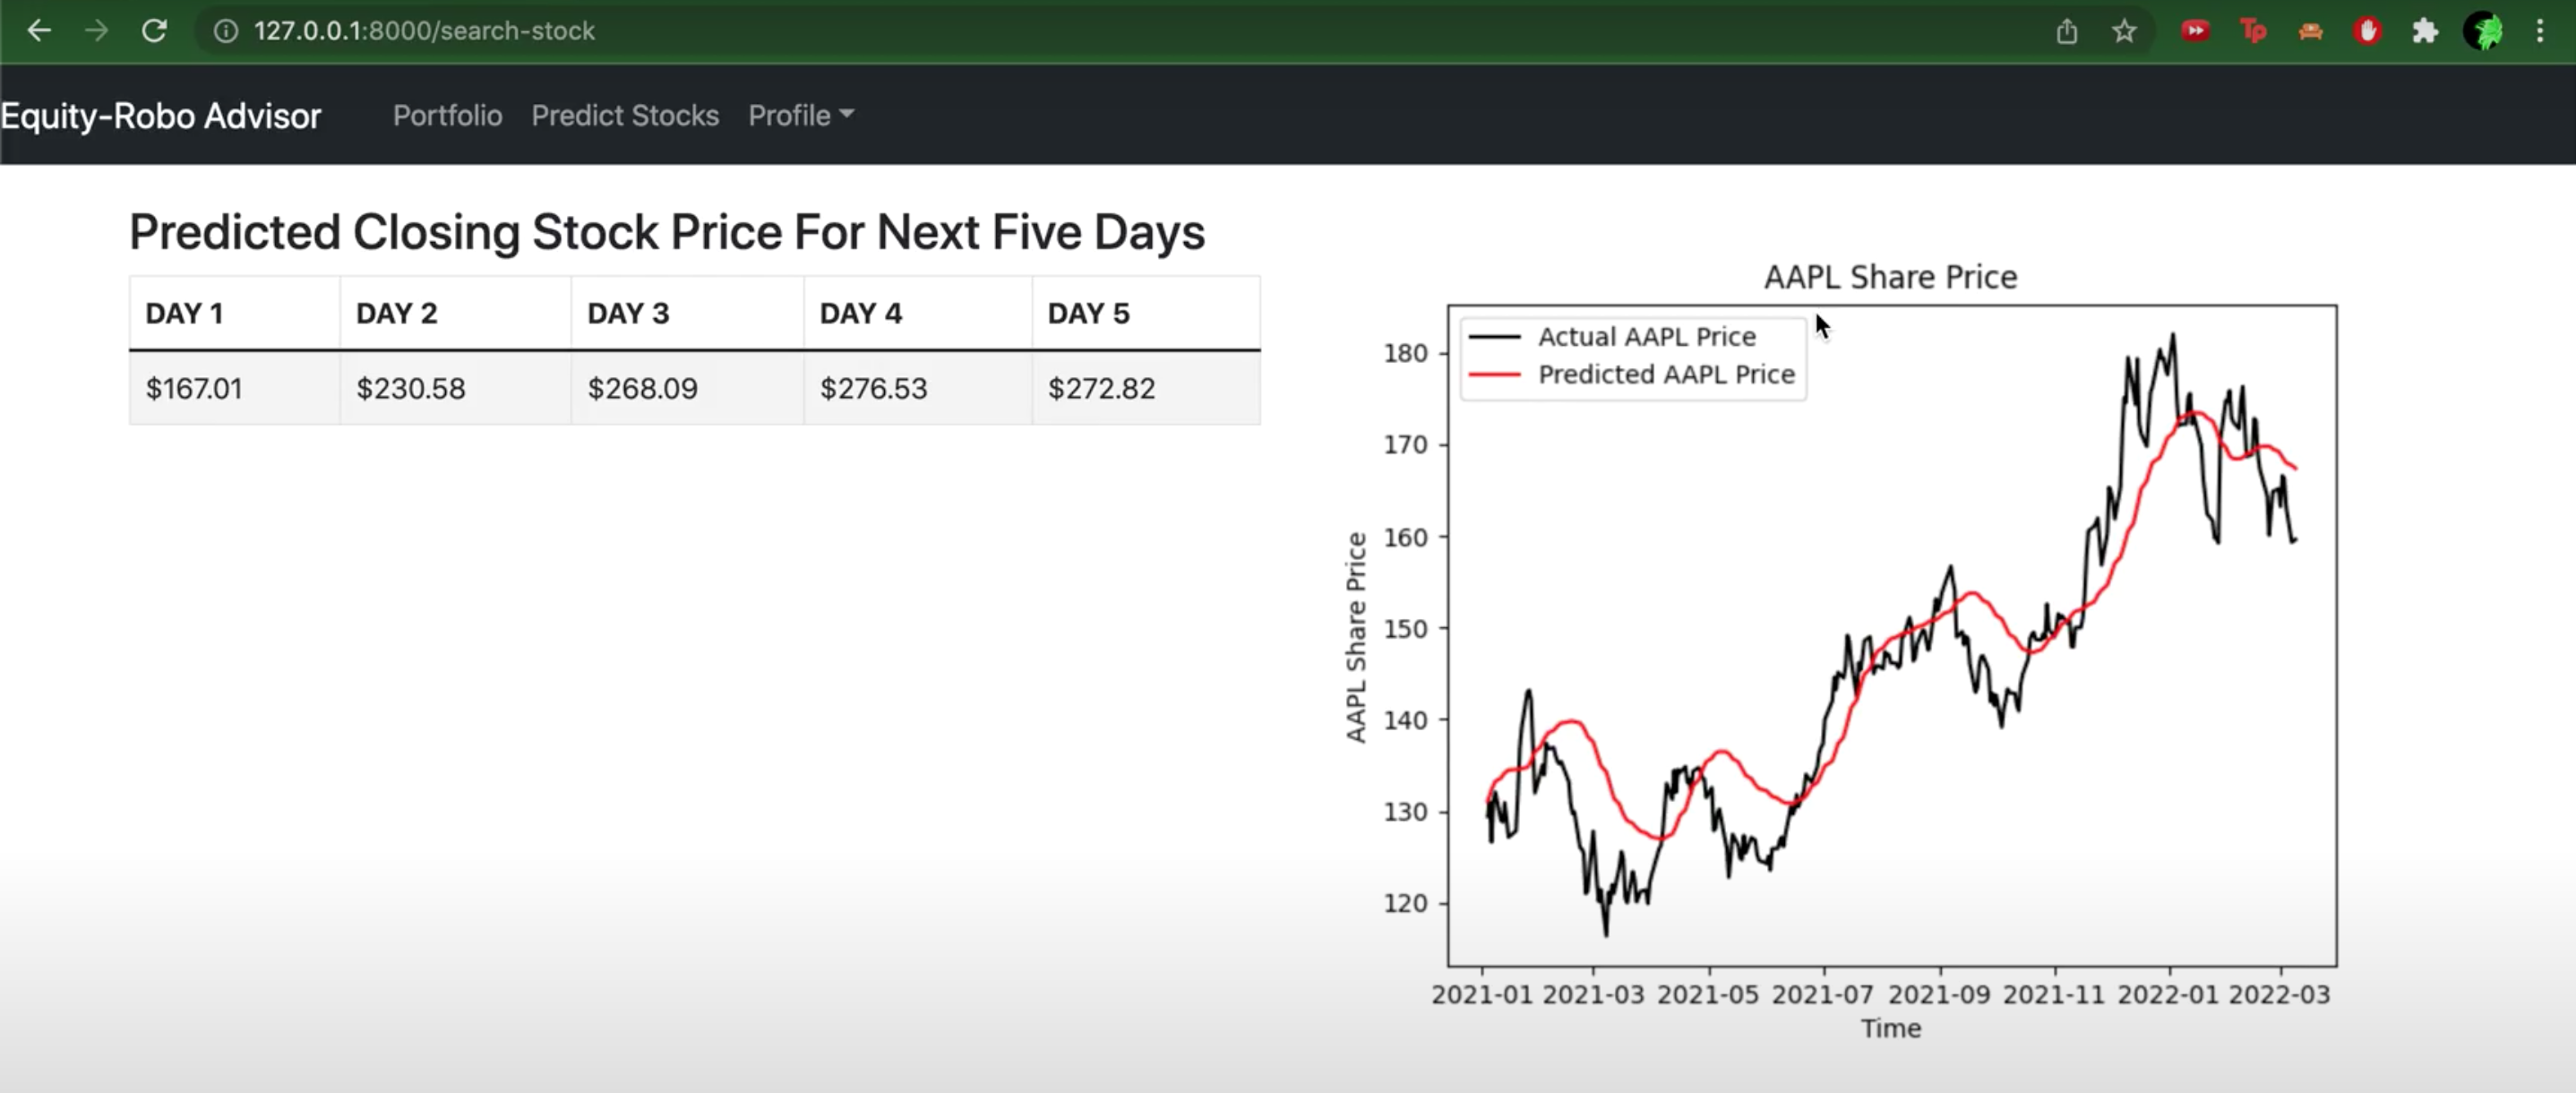 127.0.0.1:8000/search-stock
Tp
Equity-Robo Advisor Portfolio Predict Stocks Profile
Predicted Closing Stock Price For Next Five Days
DAY 1 DAY 2 DAY 3 DAY 4 DAY 5
$167.01 $230.58 $268.09 $276.53 $272.82
AAPL Share Price
Actual AAPL Price
Predicted AAPL Price
180
170
160
150
140
130
120
AAPL Share Price
2021-01 2021-03 2021-05 2021-07 2021-09 2021-11 2022-01 2022-03
Time